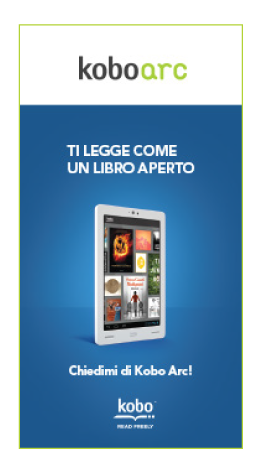 koboarc
TI LEGGE COME
UN LIBRO APERTO
Chiedimi di Kobo Arc!
kobo
READ FREELY